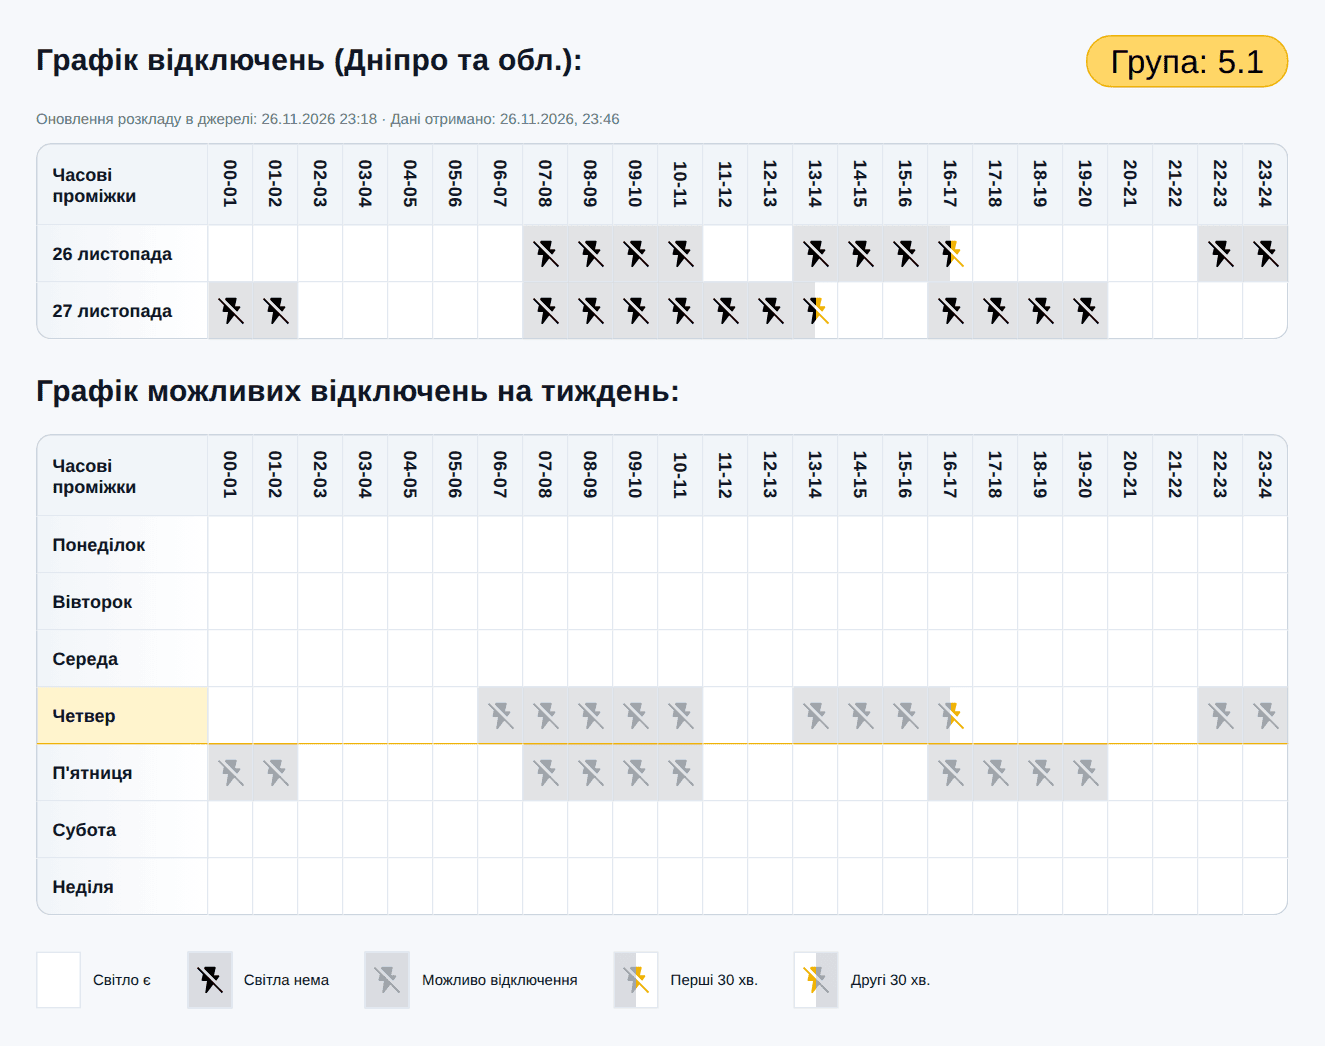 Графік відключень (Дніпро та обл.):
Група: 5.1
Оновлення розкладу в джерелі: 26.11.2026 23:18 · Дані отримано: 26.11.2026, 23:46
Часові
проміжки
00-01 01-02 02-03 03-04 04-05 05-06 06-07 07-08 08-09 09-10 10-11 11-12 12-13 13-14 14-15 15-16 16-17 17-18 18-19 19-20 20-21 21-22 22-23 23-24
26 листопада
27 листопада
Графік можливих відключень на тиждень:
Часові
проміжки
00-01 01-02 02-03 03-04 04-05 05-06 06-07 07-08 08-09 09-10 10-11 11-12 12-13 13-14 14-15 15-16 16-17 17-18 18-19 19-20 20-21 21-22 22-23 23-24
Понеділок
Вівторок
Середа
Четвер
П'ятниця
Субота
Неділя
Світло є
Світла нема
Можливо відключення
Перші 30 хв.
Другі 30 хв.